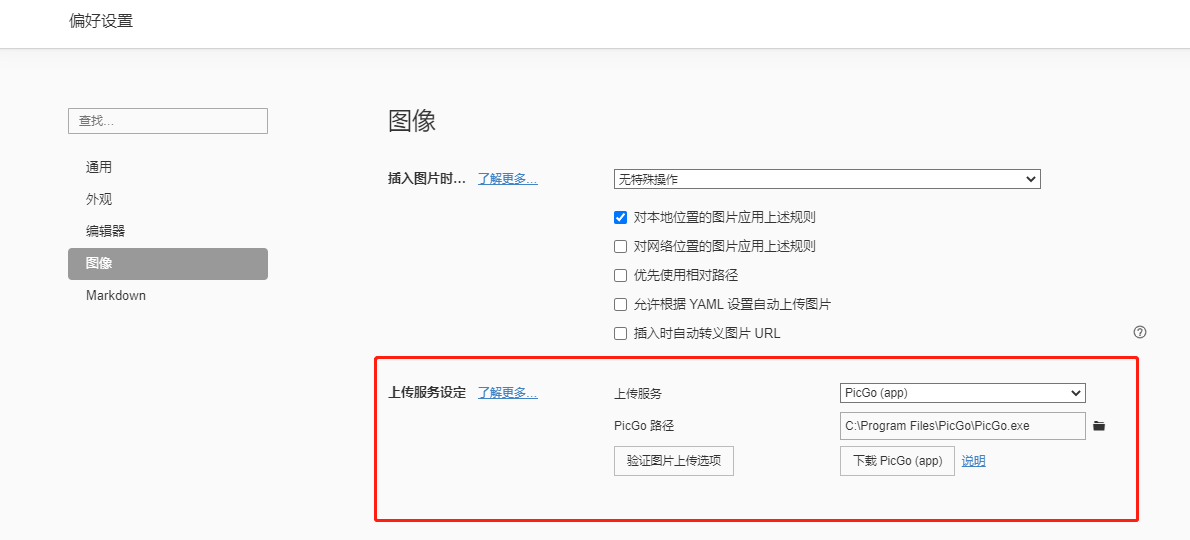 偏好设置
查找...
通用
外观
编辑器
图像
Markdown
图像
插入图片时... 了解更多... 无特殊操作
对本地位置的图片应用上述规则
对网络位置的图片应用上述规则
优先使用相对路径
允许根据 YAML 设置自动上传图片
插入时自动转义图片 URL
上传服务设定 了解更多... 上传服务 PicGo (app)
PicGo 路径 C:\Program Files\PicGo\PicGo.exe
验证图片上传选项 下载 PicGo (app) 说明